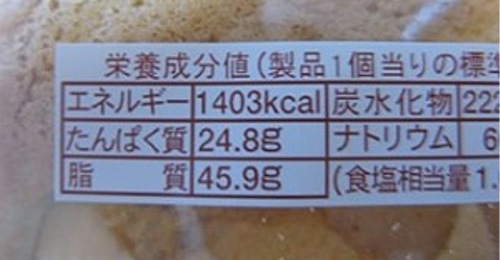 栄養成分値(製品1個当りの標準
エネルギー 1403kcal 炭水化物 22
たんぱく質 24.8g ナトリウム 6
脂質 45.9g (食塩相当量1.